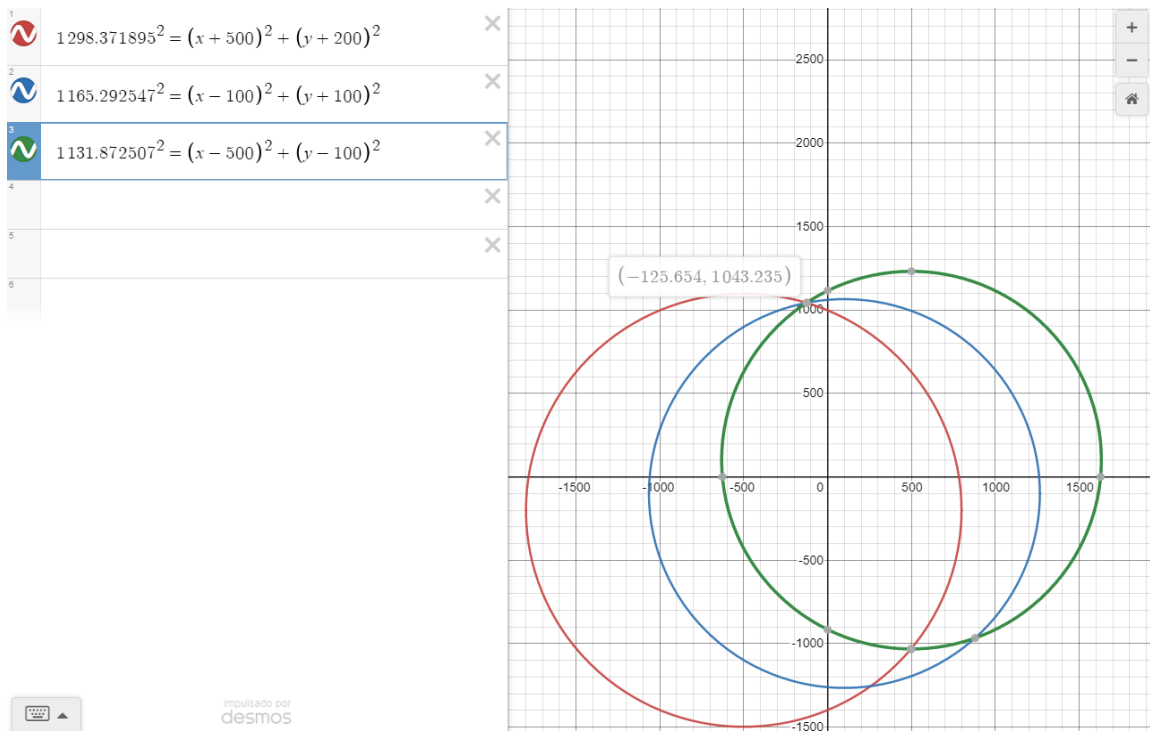 1
1298.371895² = (x + 500)² + (y + 200)²
2
1165.292547² = (x − 100)² + (y + 100)²
3
1131.872507² = (x − 500)² + (y − 100)²
4
5
6
impulsado por
desmos
2500
2000
1500
(−125.654, 1043.235)
1000
500
-1500 -1000 -500 0 500 1000 1500
-500
-1000
-1500